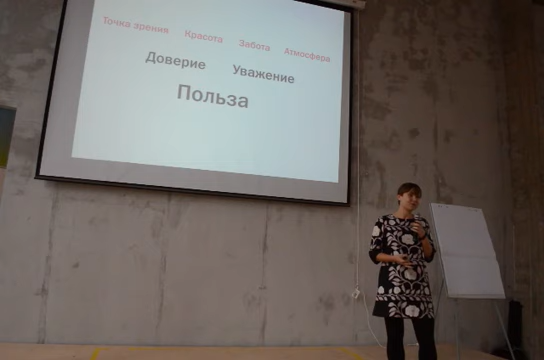 Точка зрения Красота Забота Атмосфера
Доверие Уважение
Польза